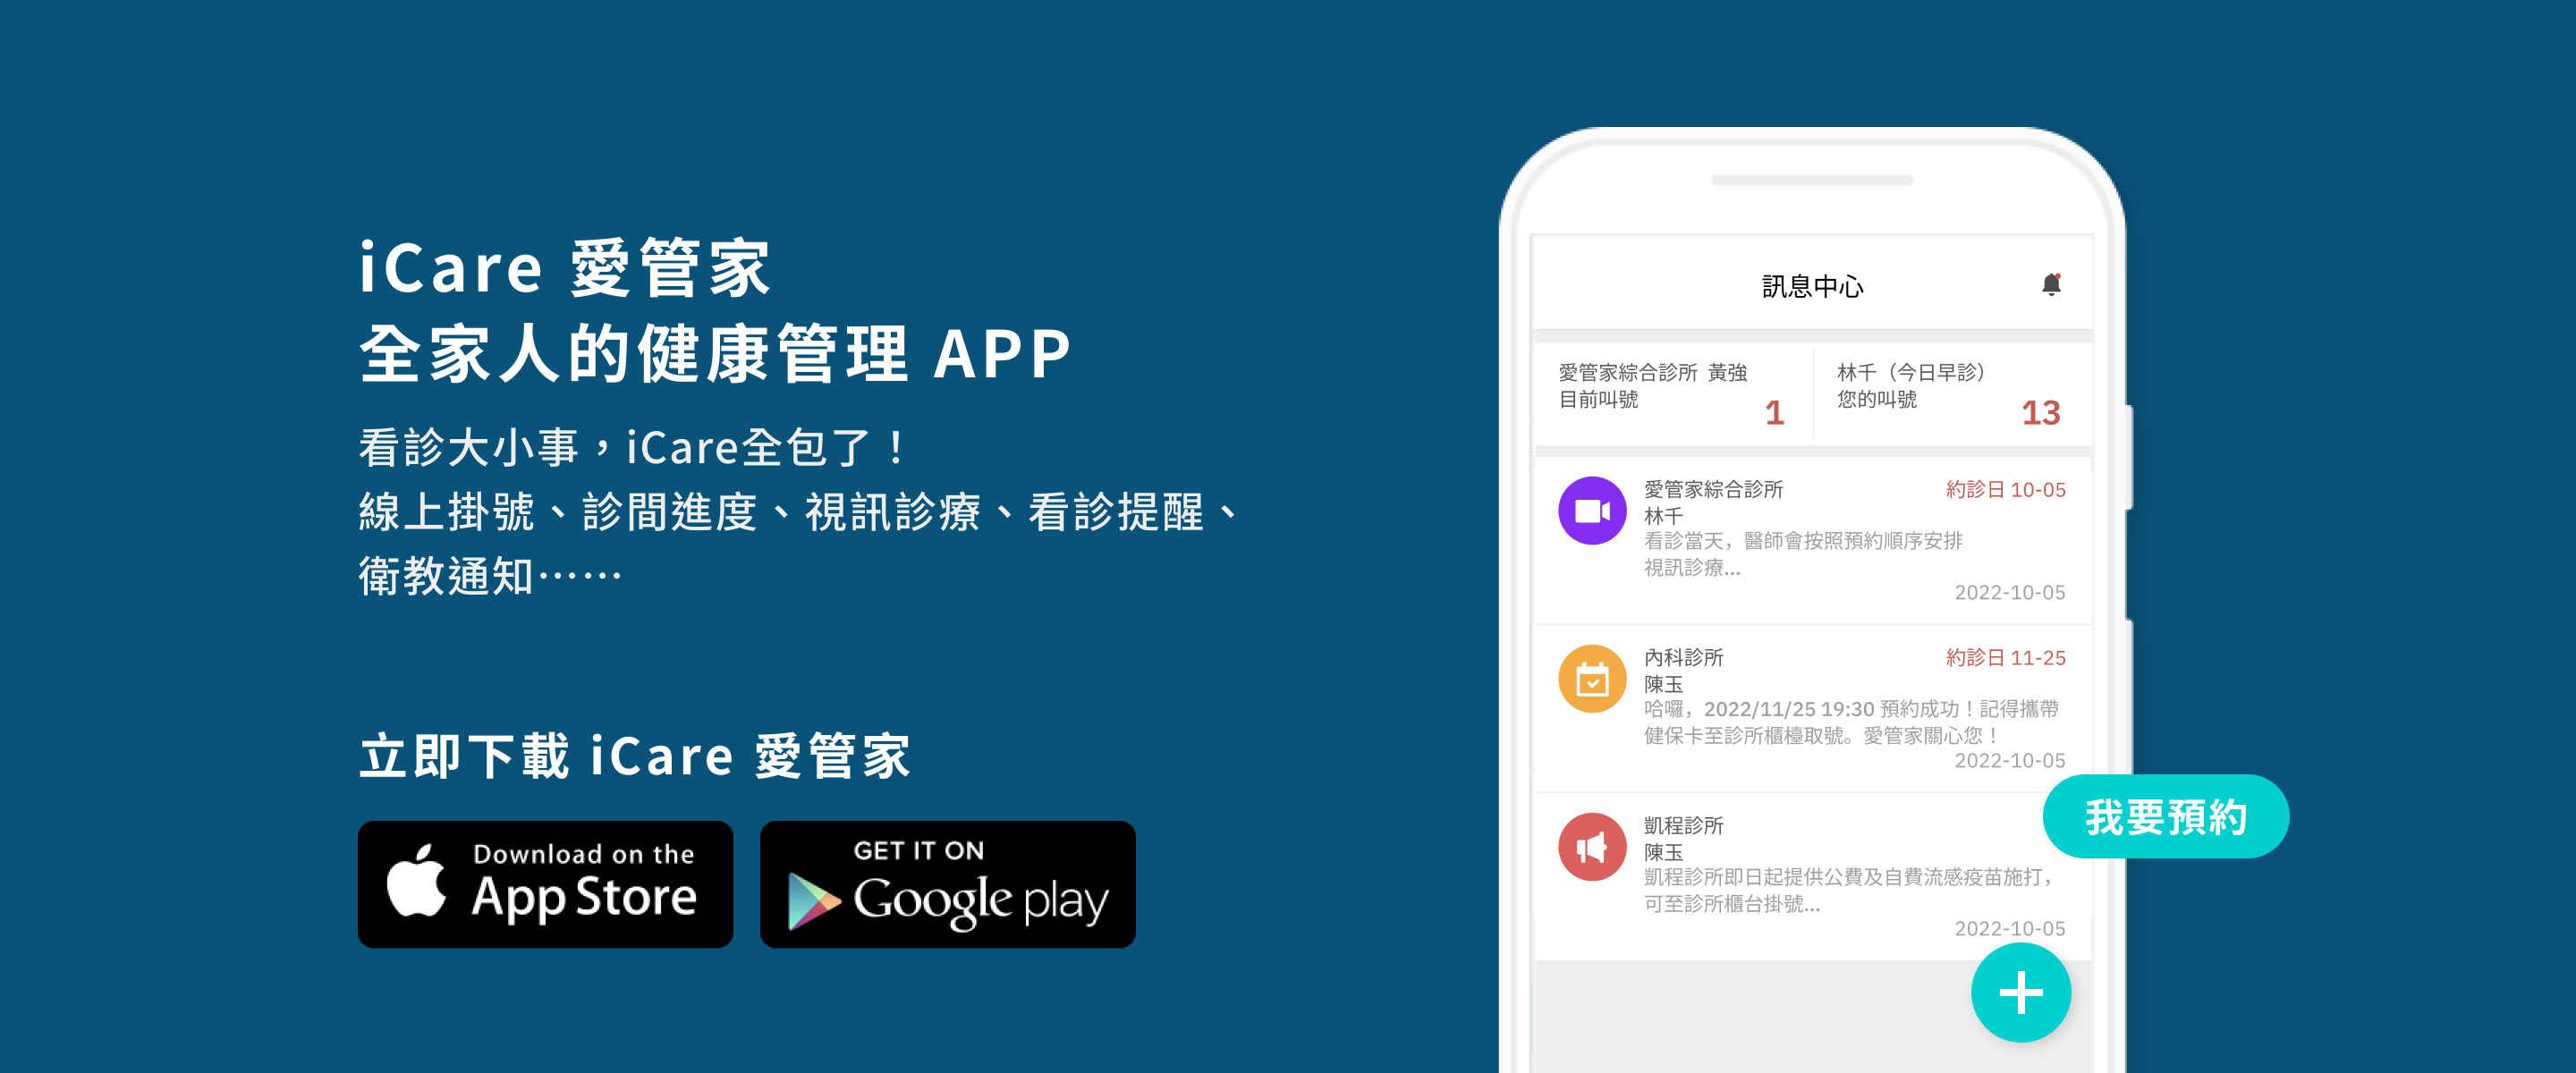 iCare 愛管家
全家人的健康管理 APP
看診大小事，iCare全包了！
線上掛號、診間進度、視訊診療、看診提醒、
衛教通知……
立即下載 iCare 愛管家
Download on the
App Store
GET IT ON
Google play
訊息中心
愛管家綜合診所 黃強
目前叫號
1
林千（今日早診）
您的叫號
13
愛管家綜合診所
約診日 10-05
林千
看診當天，醫師會按照預約順序安排
視訊診療...
2022-10-05
內科診所
約診日 11-25
陳玉
哈囉，2022/11/25 19:30 預約成功！記得攜帶
健保卡至診所櫃檯取號。愛管家關心您！
2022-10-05
我要預約
凱程診所
陳玉
凱程診所即日起提供公費及自費流感疫苗施打，
可至診所櫃台掛號...
2022-10-05